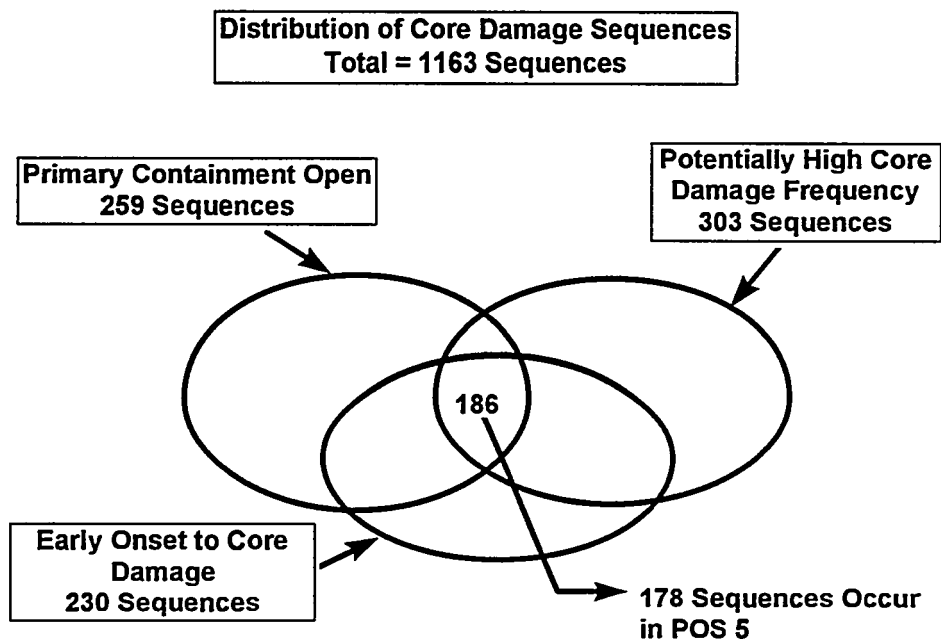 Distribution of Core Damage Sequences
Total = 1163 Sequences
Primary Containment Open
259 Sequences
Potentially High Core
Damage Frequency
303 Sequences
186
Early Onset to Core
Damage
230 Sequences
178 Sequences Occur
in POS 5